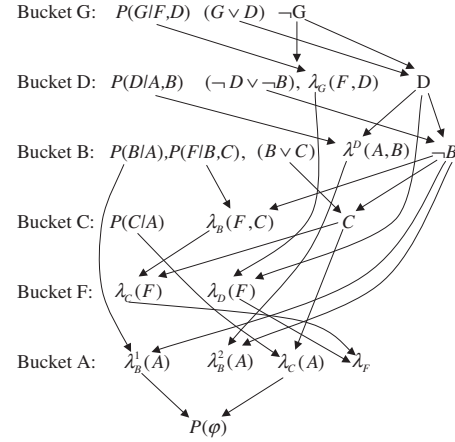 Bucket G: P(G|F,D) (G ∨ D) ¬G
Bucket D: P(D|A,B) (¬D ∨ ¬B), λ_G(F,D) D
Bucket B: P(B|A),P(F|B,C), (B ∨ C) λ^D(A,B) ¬B
Bucket C: P(C|A) λ_B(F,C) C
Bucket F: λ_C(F) λ_D(F)
Bucket A: λ_B^1(A) λ_B^2(A) λ_C(A) λ_F
P(φ)